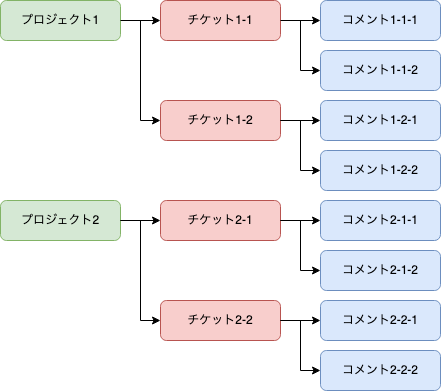 プロジェクト1
チケット1-1
コメント1-1-1
コメント1-1-2
チケット1-2
コメント1-2-1
コメント1-2-2
プロジェクト2
チケット2-1
コメント2-1-1
コメント2-1-2
チケット2-2
コメント2-2-1
コメント2-2-2